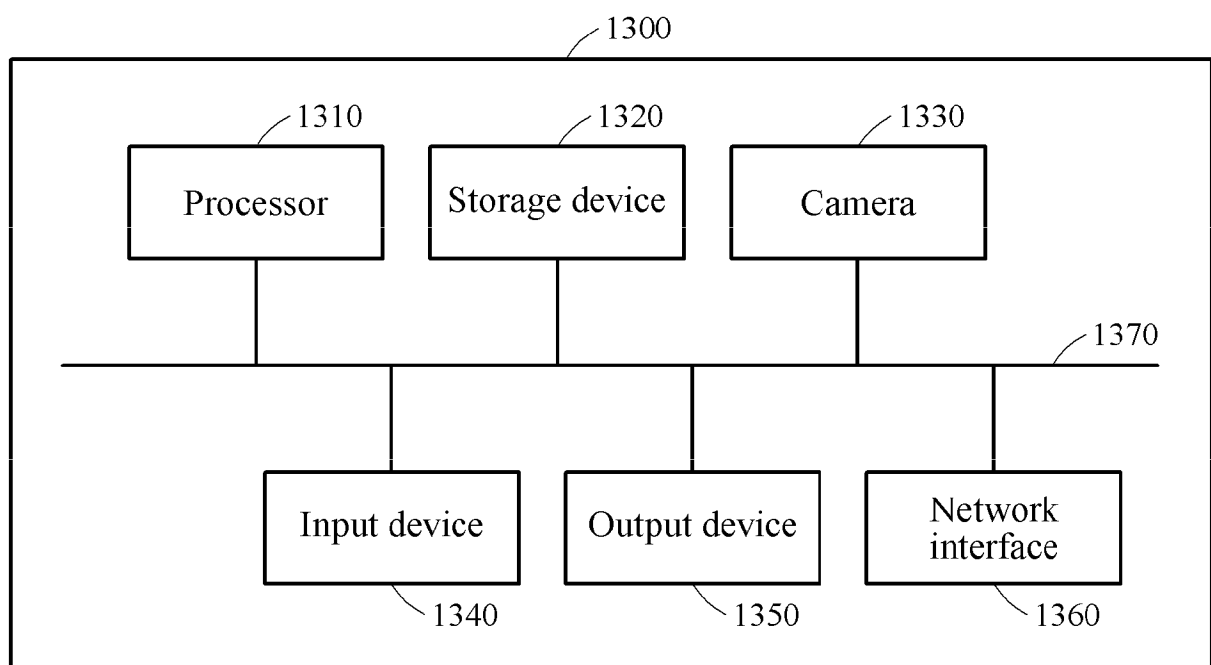 1300
1310
1320
1330
Processor
Storage device
Camera
1370
Input device
Output device
Network
interface
1340
1350
1360